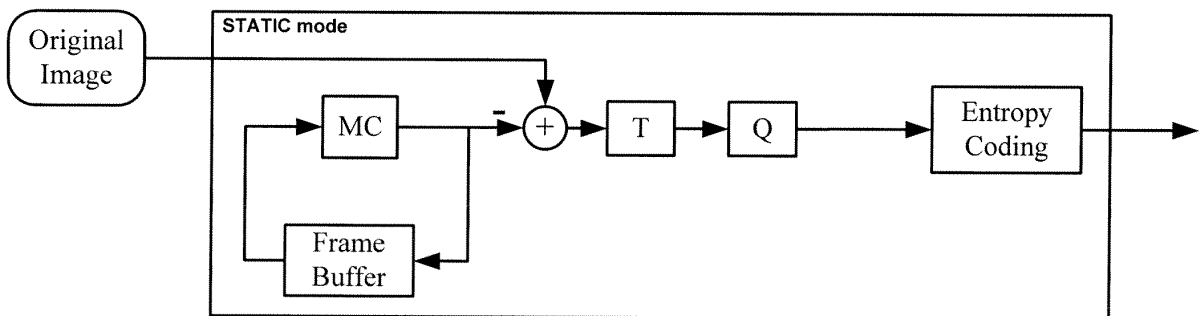 STATIC mode
Original
Image
MC
-
+
T
Q
Entropy
Coding
Frame
Buffer